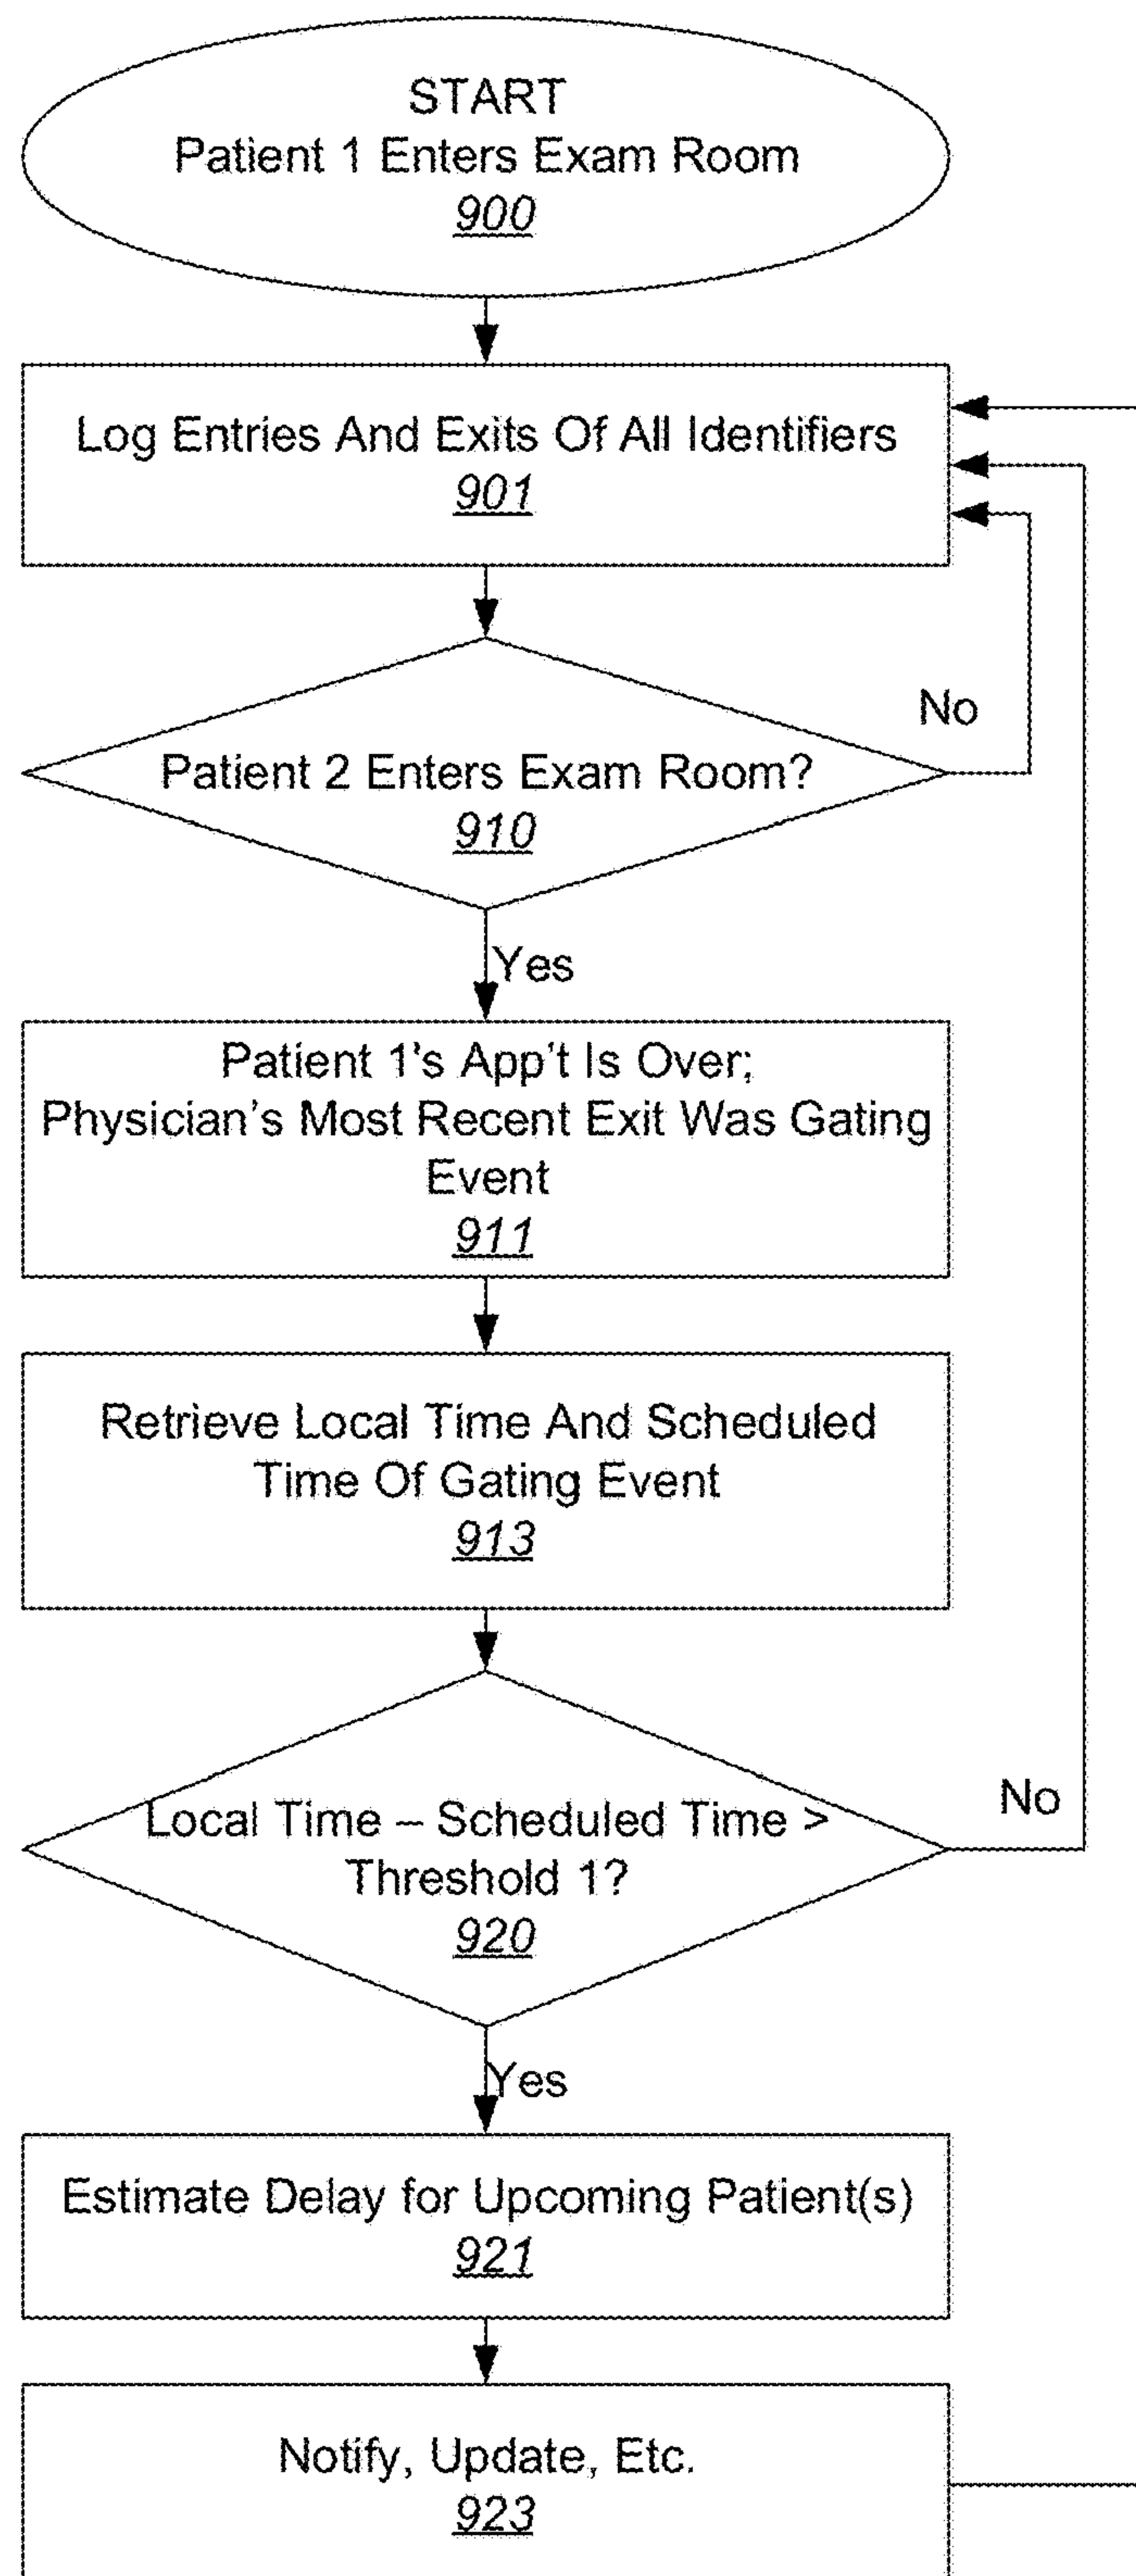 START
Patient 1 Enters Exam Room
900
Log Entries And Exits Of All Identifiers
901
No
Patient 2 Enters Exam Room?
910
Yes
Patient 1's App't Is Over;
Physician's Most Recent Exit Was Gating
Event
911
Retrieve Local Time And Scheduled
Time Of Gating Event
913
No
Local Time – Scheduled Time >
Threshold 1?
920
Yes
Estimate Delay for Upcoming Patient(s)
921
Notify, Update, Etc.
923